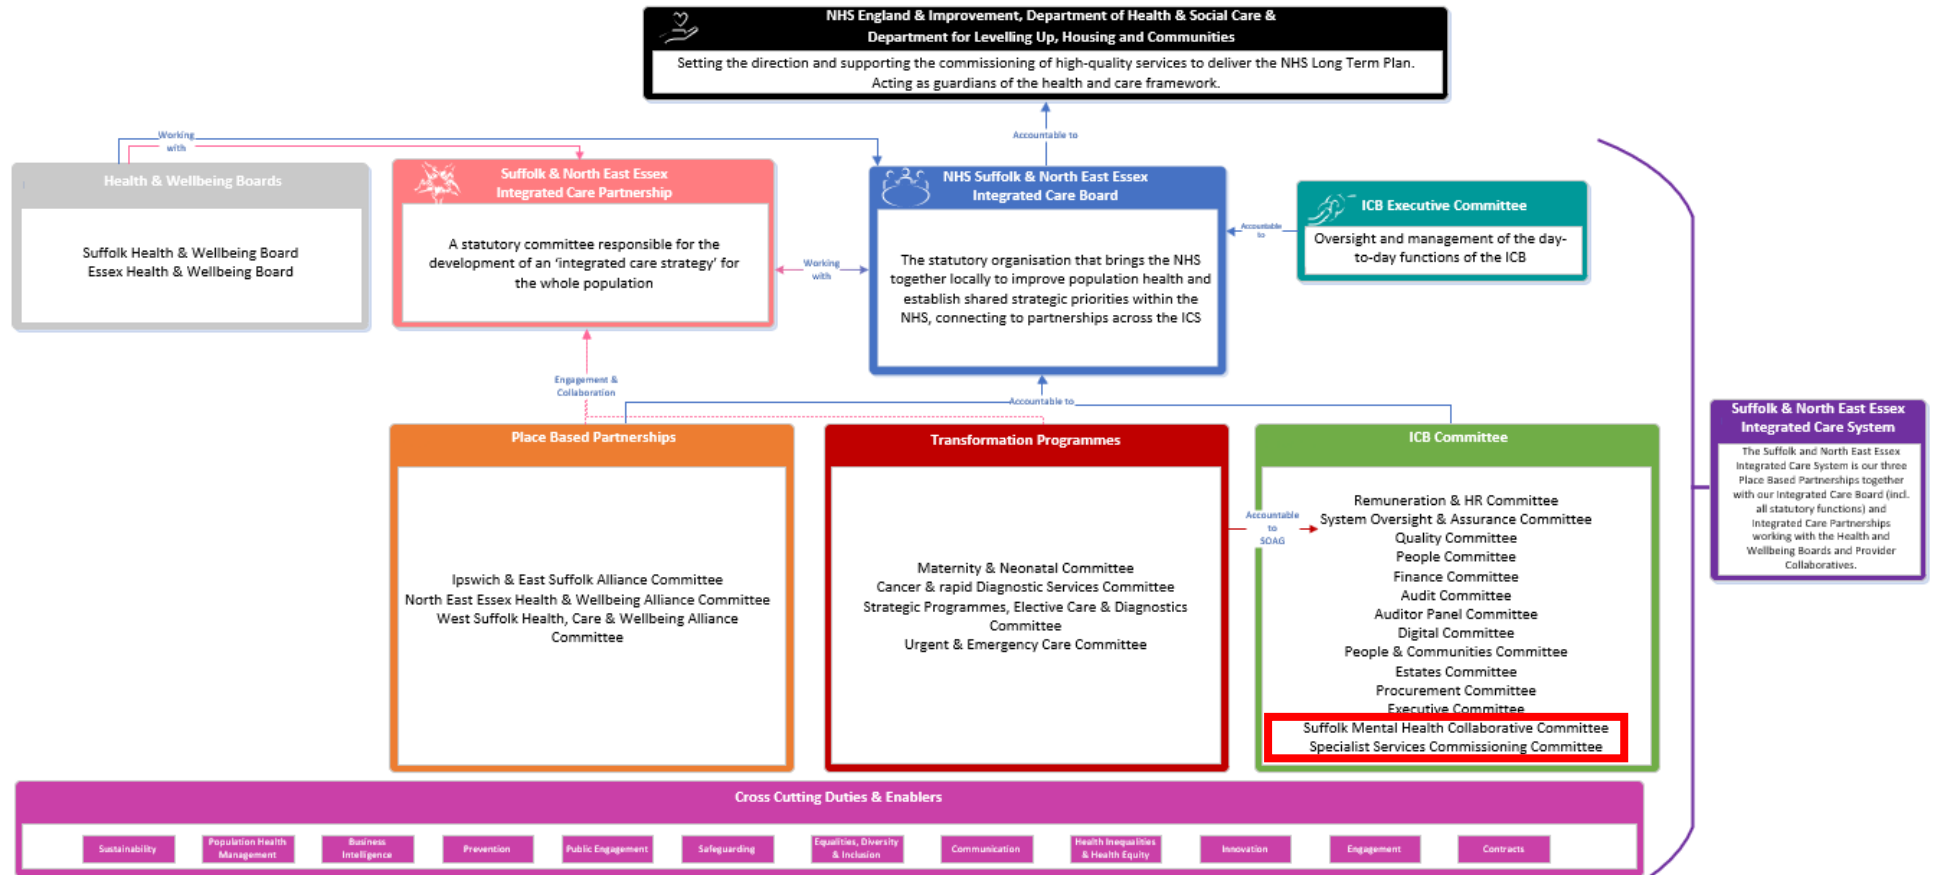 NHS England & Improvement, Department of Health & Social Care &
Department for Levelling Up, Housing and Communities
Setting the direction and supporting the commissioning of high-quality services to deliver the NHS Long Term Plan.
Acting as guardians of the health and care framework.
Working
with
Accountable to
Health & Wellbeing Boards
Suffolk Health & Wellbeing Board
Essex Health & Wellbeing Board
Suffolk & North East Essex
Integrated Care Partnership
A statutory committee responsible for the
development of an ‘integrated care strategy’ for
the whole population
Working
with
NHS Suffolk & North East Essex
Integrated Care Board
The statutory organisation that brings the NHS
together locally to improve population health and
establish shared strategic priorities within the
NHS, connecting to partnerships across the ICS
Accountable
to
ICB Executive Committee
Oversight and management of the day-
to-day functions of the ICB
Engagement &
Collaboration
Accountable to
Place Based Partnerships
Ipswich & East Suffolk Alliance Committee
North East Essex Health & Wellbeing Alliance Committee
West Suffolk Health, Care & Wellbeing Alliance
Committee
Transformation Programmes
Maternity & Neonatal Committee
Cancer & rapid Diagnostic Services Committee
Strategic Programmes, Elective Care & Diagnostics
Committee
Urgent & Emergency Care Committee
Accountable
to
SOAG
ICB Committee
Remuneration & HR Committee
System Oversight & Assurance Committee
Quality Committee
People Committee
Finance Committee
Audit Committee
Auditor Panel Committee
Digital Committee
People & Communities Committee
Estates Committee
Procurement Committee
Executive Committee
Suffolk Mental Health Collaborative Committee
Specialist Services Commissioning Committee
Suffolk & North East Essex
Integrated Care System
The Suffolk and North East Essex
Integrated Care System is our three
Place Based Partnerships together
with our Integrated Care Board (incl.
all statutory functions) and
Integrated Care Partnerships
working with the Health and
Wellbeing Boards and Provider
Collaboratives.
Cross Cutting Duties & Enablers
Sustainability
Population Health
Management
Business
Intelligence
Prevention
Public Engagement
Safeguarding
Equalities, Diversity
& Inclusion
Communication
Health Inequalities
& Health Equity
Innovation
Engagement
Contracts